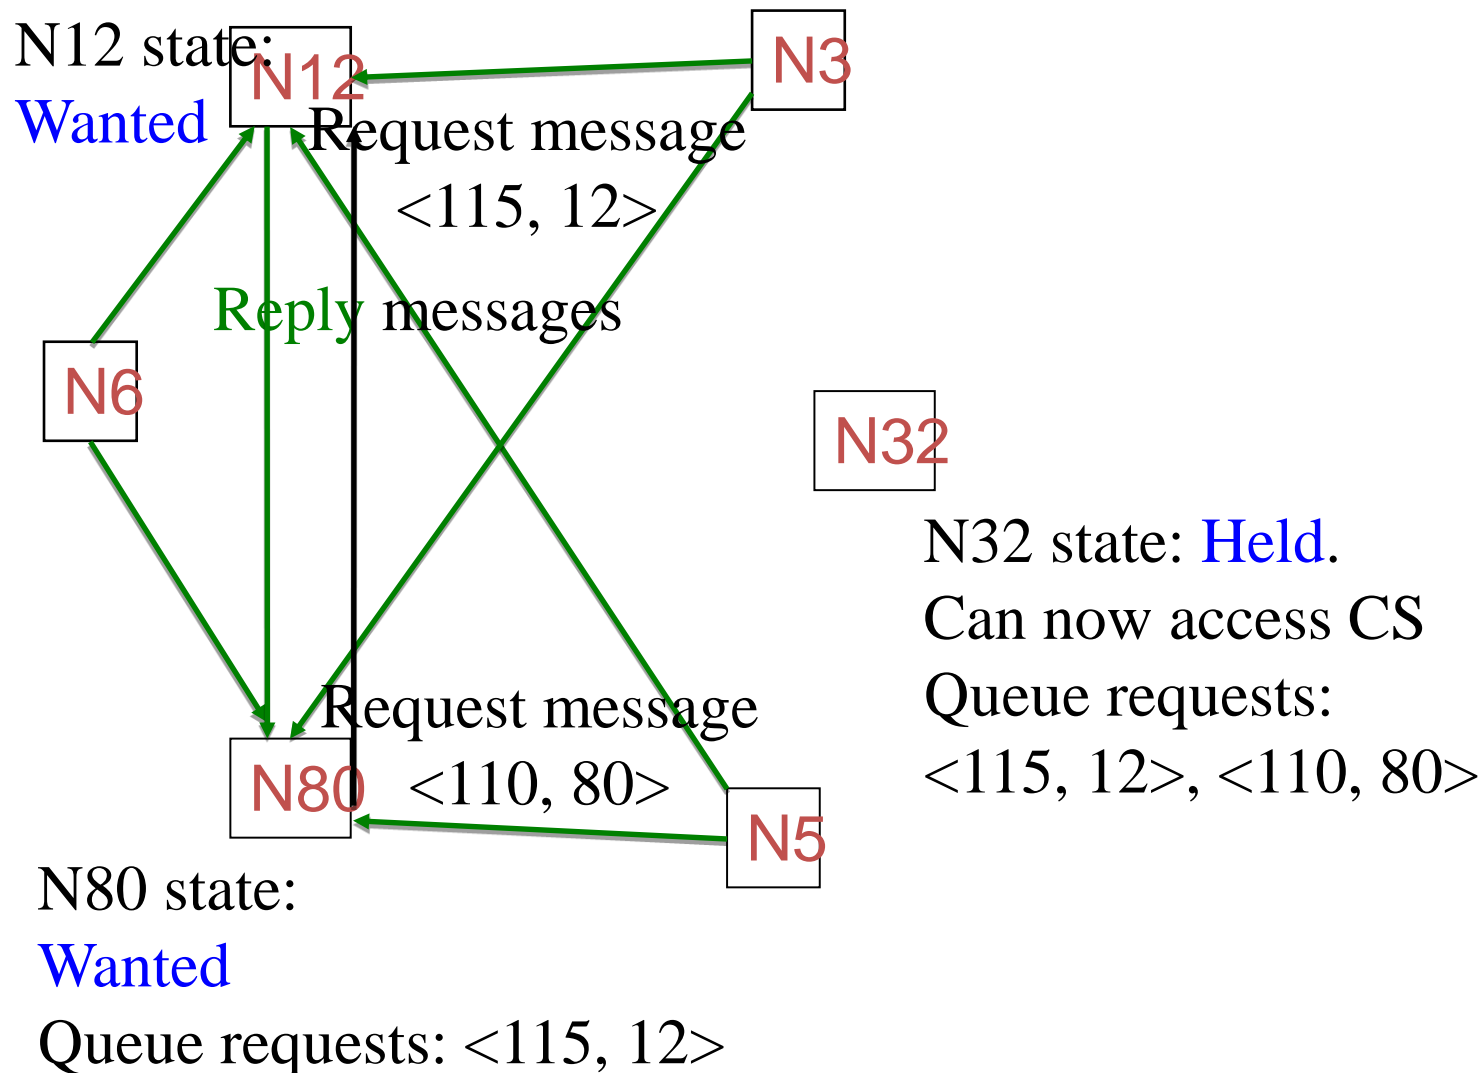 N12 state:
Wanted
N12
N3
Request message
<115, 12>
Reply messages
N6
N32
N32 state: Held.
Can now access CS
Queue requests:
<115, 12>, <110, 80>
Request message
<110, 80>
N80
N5
N80 state:
Wanted
Queue requests: <115, 12>